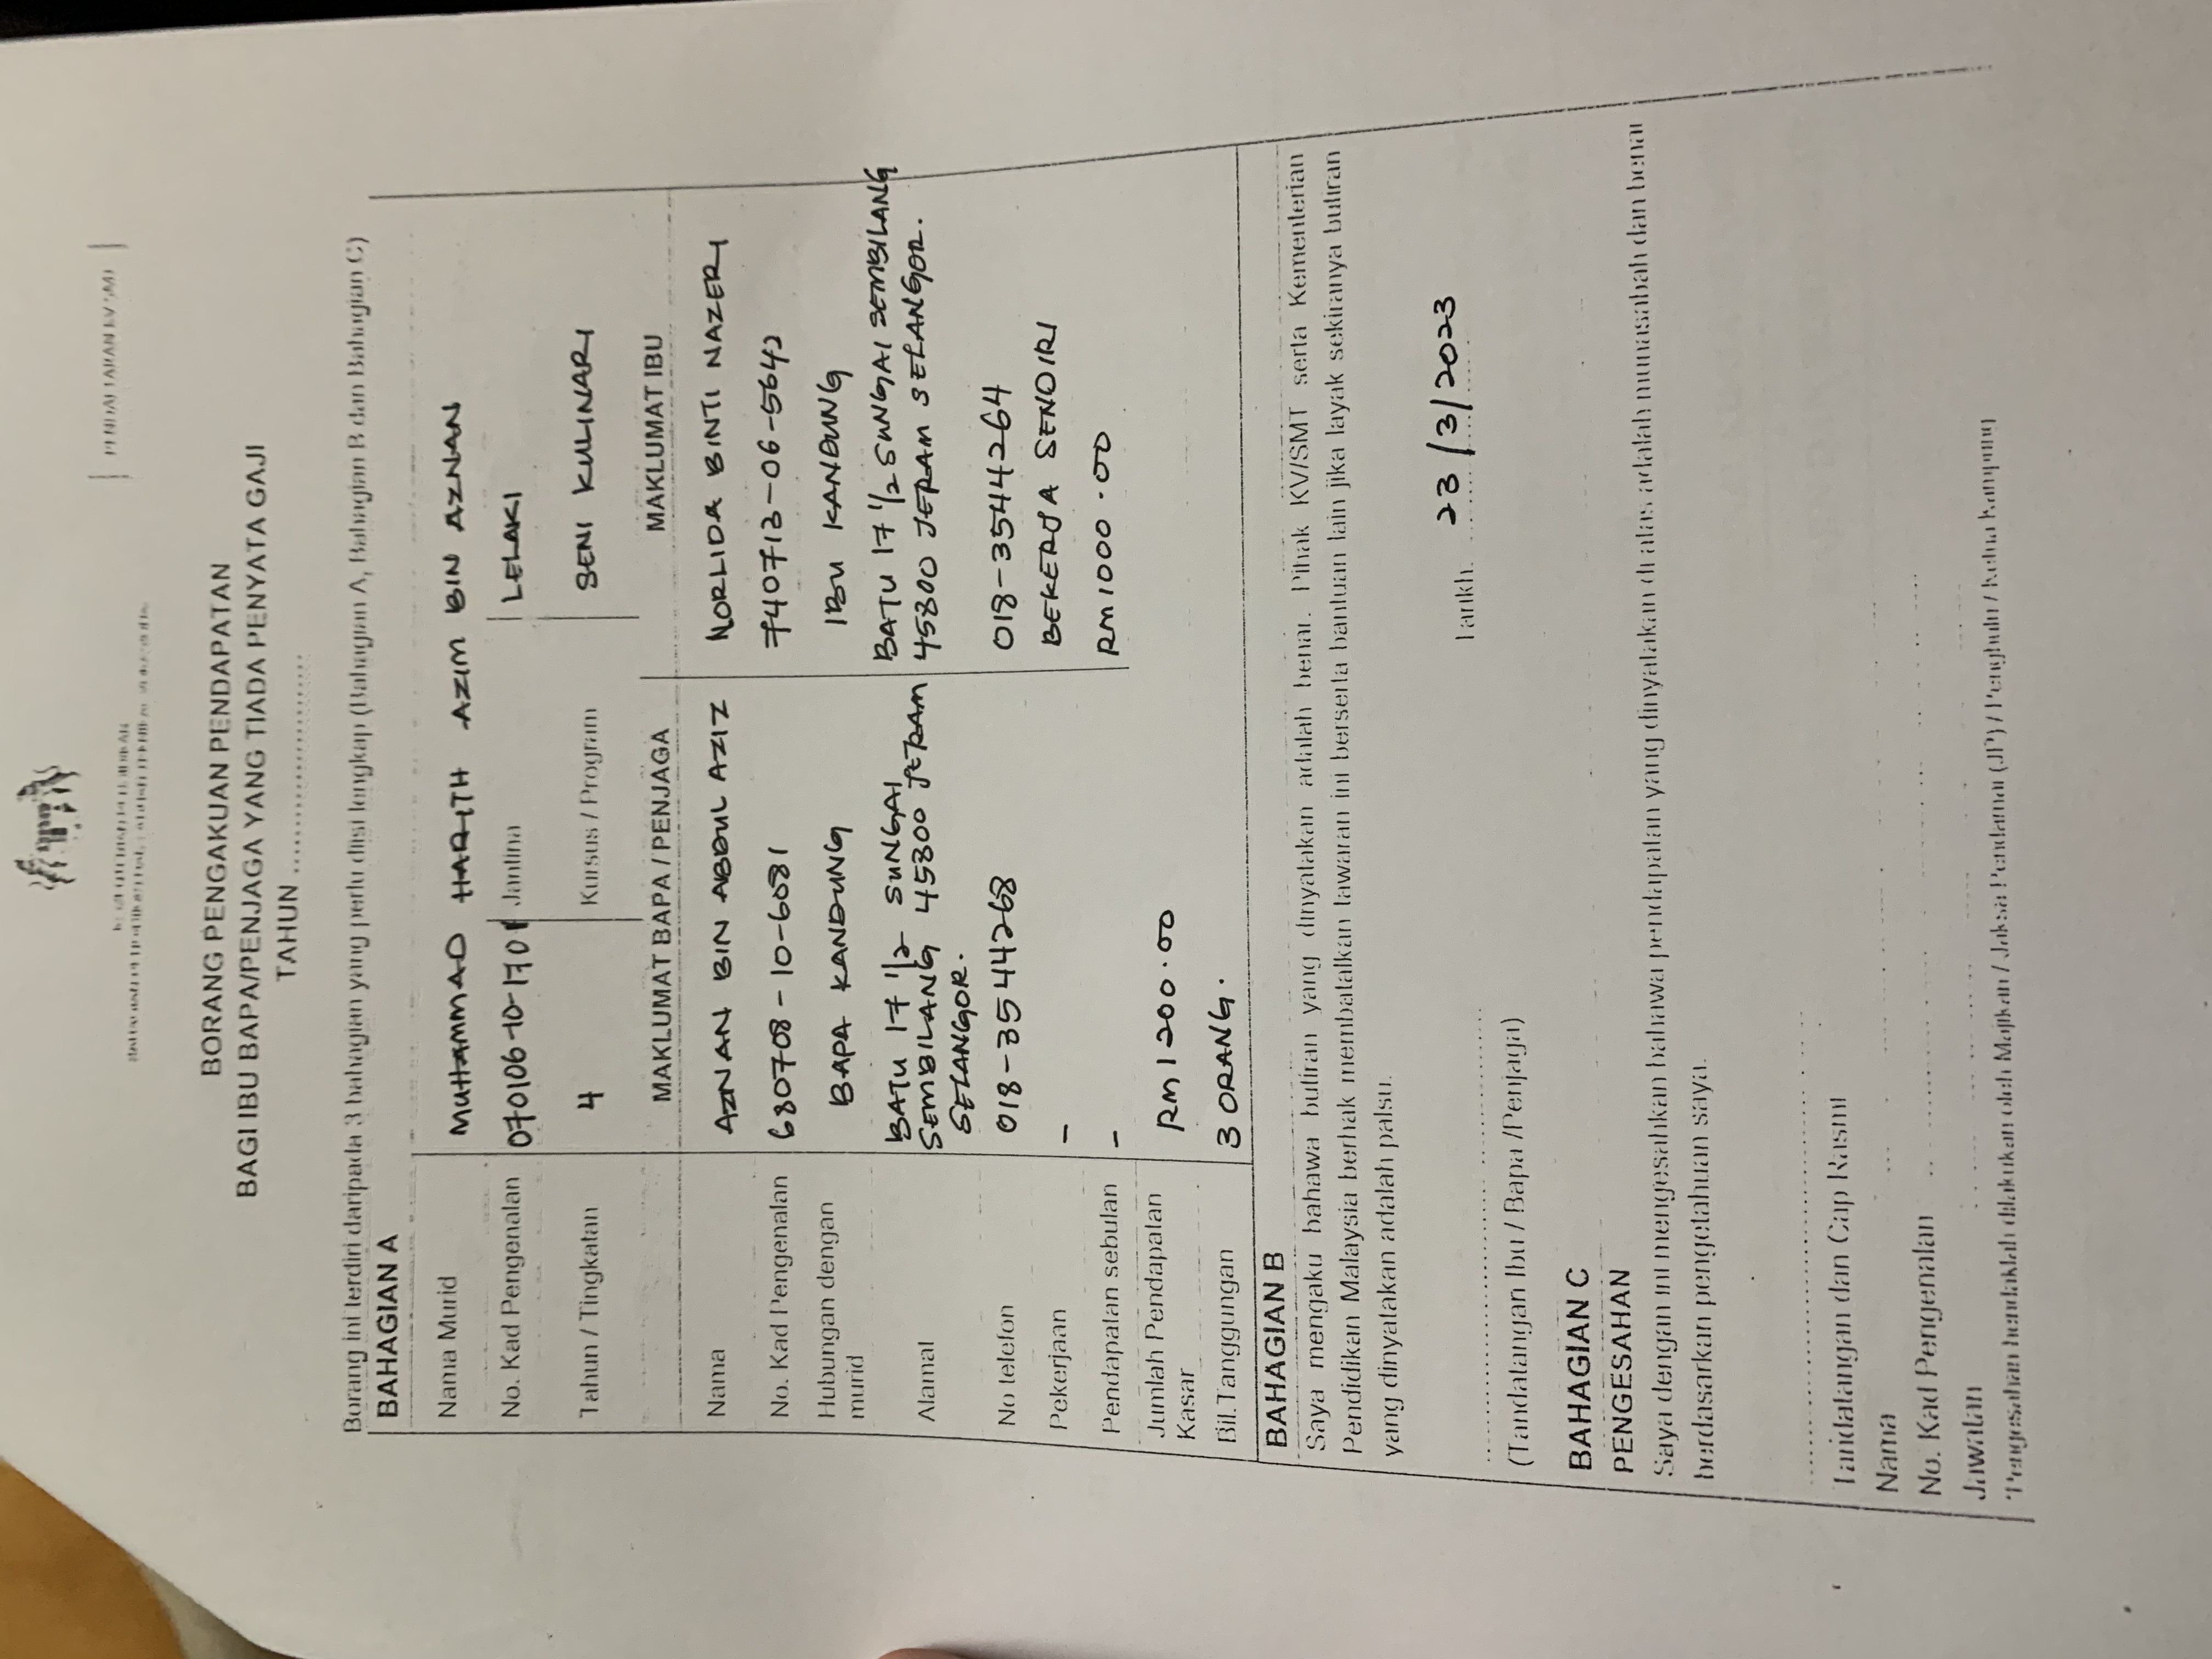 PENDAFTARAN KV/SMT
KEMENTERIAN PENDIDIKAN
BAHAGIAN PENDIDIKAN DAN LATIHAN TEKNIKAL VOKASIONAL
BORANG PENGAKUAN PENDAPATAN
BAGI IBU BAPA/PENJAGA YANG TIADA PENYATA GAJI
TAHUN ..........................
Borang ini terdiri daripada 3 bahagian yang perlu diisi lengkap (Bahagian A, Bahagian B dan Bahagian C)
BAHAGIAN A
Nama Murid MUHAMMAD HARITH AZIM BIN AZNAN
No. Kad Pengenalan 070106-10-1701 Jantina LELAKI
Tahun / Tingkatan 4 Kursus / Program SENI KULINARI
MAKLUMAT BAPA / PENJAGA MAKLUMAT IBU
Nama AZNAN BIN ABDUL AZIZ NORLIDA BINTI NAZERI
No. Kad Pengenalan 680708-10-6081 740713-06-5642
Hubungan dengan murid BAPA KANDUNG IBU KANDUNG
Alamat BATU 17 1/2 SUNGAI
SEMBILANG 45800 JERAM
SELANGOR.
BATU 17 1/2 SUNGAI SEMBILANG
45800 JERAM SELANGOR.
No telefon 018-3544268 018-3544264
Pekerjaan - BEKERJA SENDIRI
Pendapatan sebulan - RM1000.00
Jumlah Pendapatan Kasar RM1200.00
Bil.Tanggungan 3 ORANG.
BAHAGIAN B
Saya mengaku bahawa butiran yang dinyatakan adalah benar. Pihak KV/SMT serta Kementerian
Pendidikan Malaysia berhak membatalkan tawaran ini berserta bantuan lain jika layak sekiranya butiran
yang dinyatakan adalah palsu.
Tarikh. 23/3/2023
(Tandatangan Ibu / Bapa /Penjaga)
BAHAGIAN C
PENGESAHAN
Saya dengan ini mengesahkan bahawa pendapatan yang dinyatakan di atas adalah munasabah dan benar
berdasarkan pengetahuan saya.
Tandatangan dan Cap Rasmi
Nama
No. Kad Pengenalan
Jawatan
*Pengesahan hendaklah dilakukan oleh Majikan / Jaksa Pendamai (JP) / Penghulu / Ketua Kampung